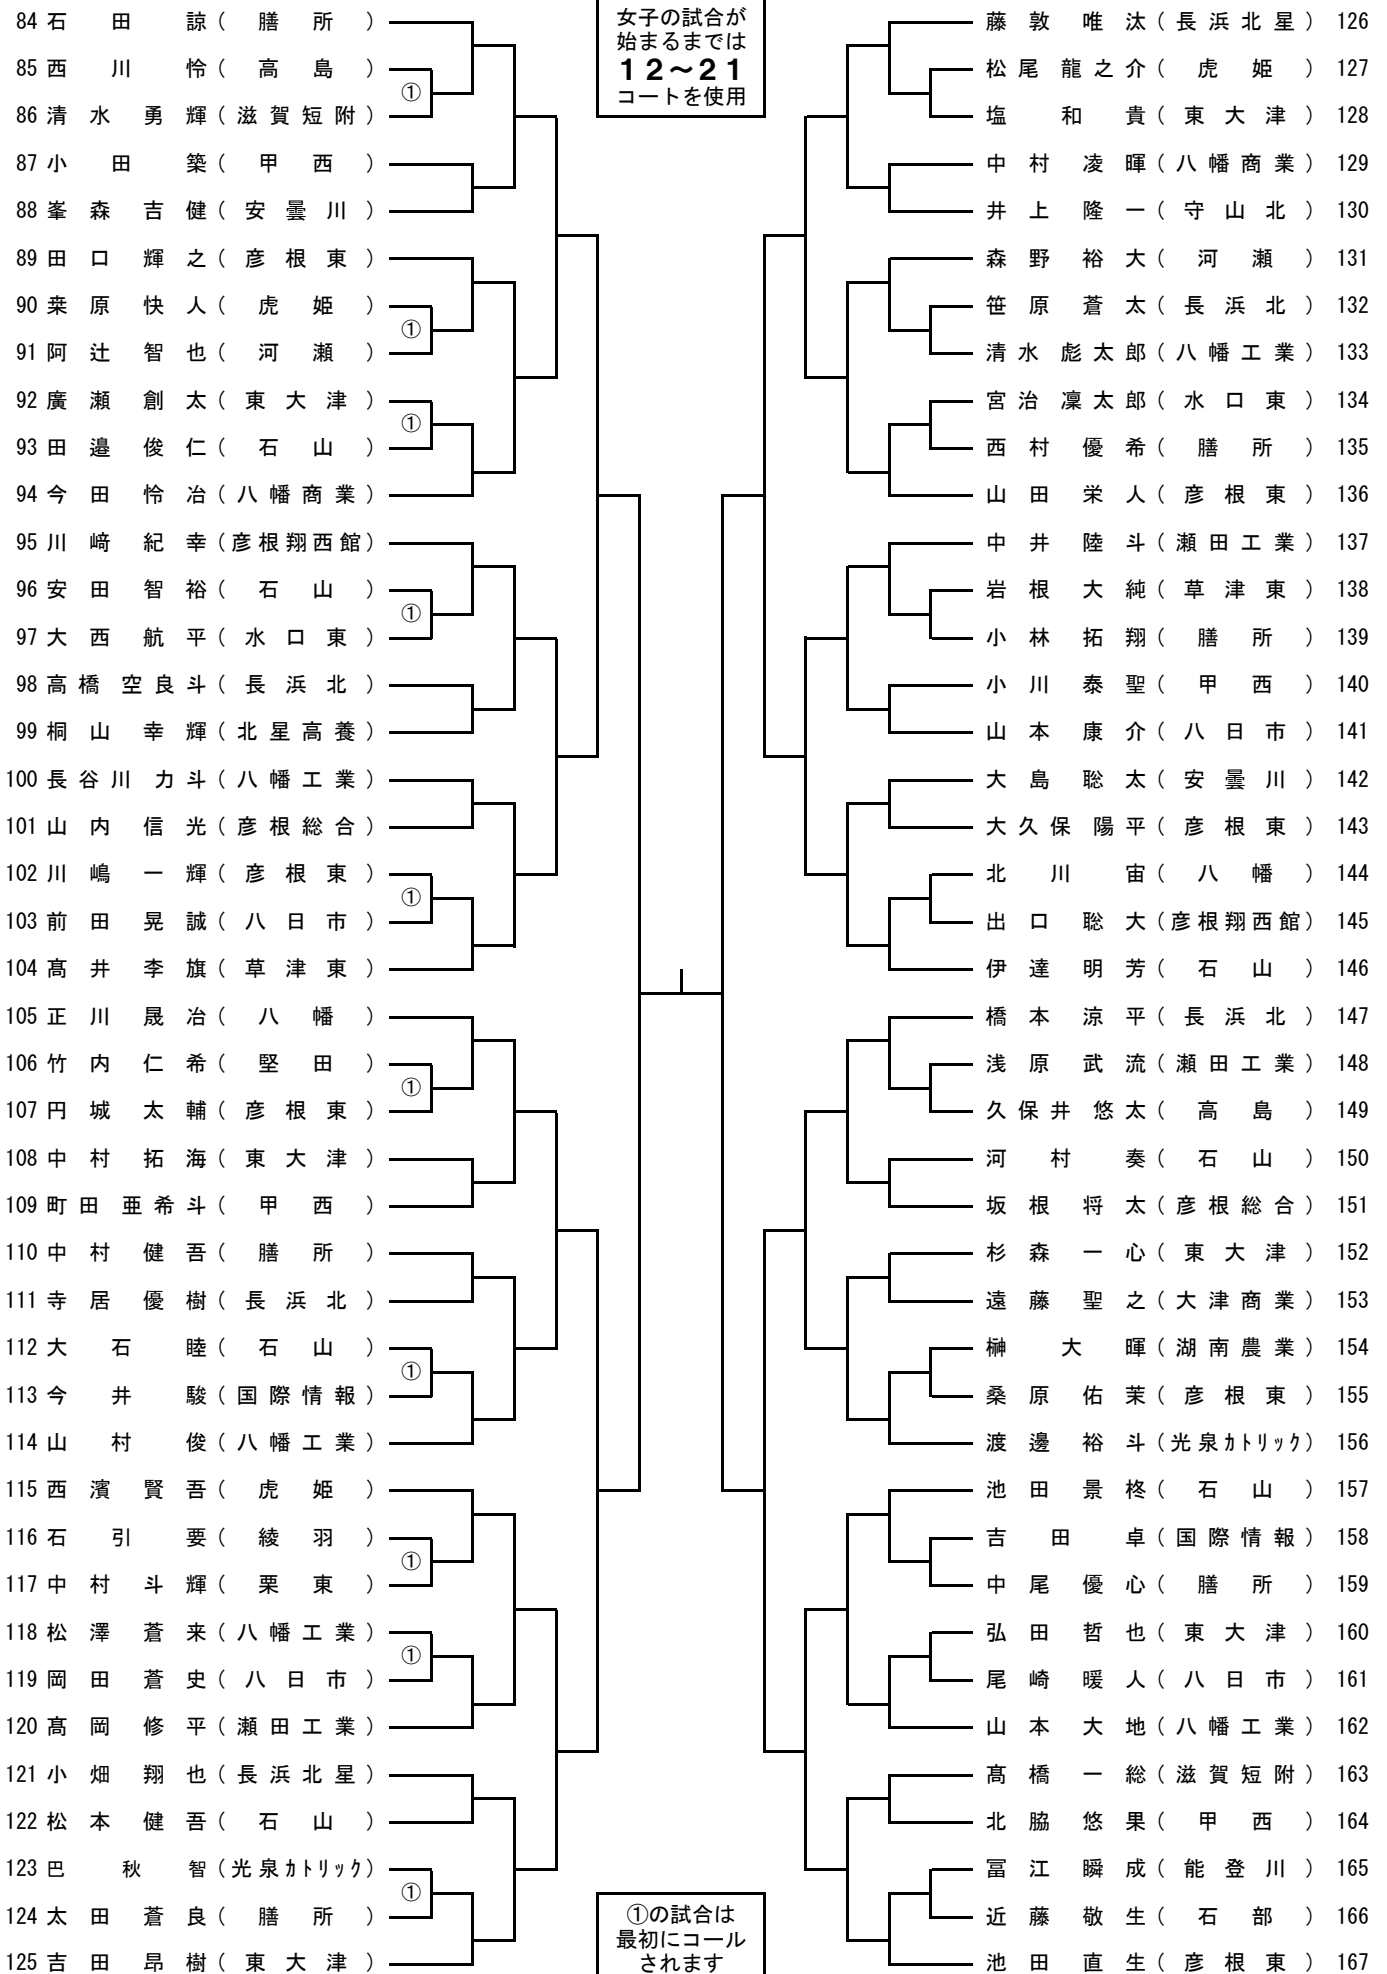 女子の試合が
始まるまでは
１２～２１
コートを使用
84 石田諒（膳所）
85 西川怜（高島）
①
86 清水勇輝（滋賀短附）
87 小田築（甲西）
88 峯森吉健（安曇川）
89 田口輝之（彦根東）
90 来原快人（虎姫）
①
91 阿辻智也（河瀬）
92 廣瀬創太（東大津）
①
93 田邉俊仁（石山）
94 今田怜冶（八幡商業）
95 川﨑紀幸（彦根翔西館）
96 安田智裕（石山）
①
97 大西航平（水口東）
98 高橋空良斗（長浜北）
99 桐山幸輝（北星高養）
100 長谷川力斗（八幡工業）
101 山内信光（彦根総合）
102 川嶋一輝（彦根東）
①
103 前田晃誠（八日市）
104 髙井李旗（草津東）
105 正川晟冶（八幡）
106 竹内仁希（堅田）
①
107 円城太輔（彦根東）
108 中村拓海（東大津）
109 町田亜希斗（甲西）
110 中村健吾（膳所）
111 寺居優樹（長浜北）
112 大石睦（石山）
①
113 今井駿（国際情報）
114 山村俊（八幡工業）
115 西濱賢吾（虎姫）
116 石引要（綾羽）
①
117 中村斗輝（栗東）
118 松澤蒼来（八幡工業）
①
119 岡田蒼史（八日市）
120 髙岡修平（瀬田工業）
121 小畑翔也（長浜北星）
122 松本健吾（石山）
123 巴秋智（光泉ｶﾄﾘｯｸ）
①
124 太田蒼良（膳所）
125 吉田昂樹（東大津）
藤敦唯汰（長浜北星） 126
松尾龍之介（虎姫） 127
塩和貴（東大津） 128
中村凌暉（八幡商業） 129
井上隆一（守山北） 130
森野裕大（河瀬） 131
笹原蒼太（長浜北） 132
清水彪太郎（八幡工業） 133
宮治凜太郎（水口東） 134
西村優希（膳所） 135
山田栄人（彦根東） 136
中井陸斗（瀬田工業） 137
岩根大純（草津東） 138
小林拓翔（膳所） 139
小川泰聖（甲西） 140
山本康介（八日市） 141
大島聡太（安曇川） 142
大久保陽平（彦根東） 143
北川宙（八幡） 144
出口聡大（彦根翔西館） 145
伊達明芳（石山） 146
橋本涼平（長浜北） 147
浅原武流（瀬田工業） 148
久保井悠太（高島） 149
河村奏（石山） 150
坂根将太（彦根総合） 151
杉森一心（東大津） 152
遠藤聖之（大津商業） 153
榊大暉（湖南農業） 154
桑原佑茉（彦根東） 155
渡邊裕斗（光泉ｶﾄﾘｯｸ） 156
池田景柊（石山） 157
吉田卓（国際情報） 158
中尾優心（膳所） 159
弘田哲也（東大津） 160
尾崎暖人（八日市） 161
山本大地（八幡工業） 162
髙橋一総（滋賀短附） 163
北脇悠果（甲西） 164
冨江瞬成（能登川） 165
近藤敬生（石部） 166
池田直生（彦根東） 167
①の試合は
最初にコール
されます